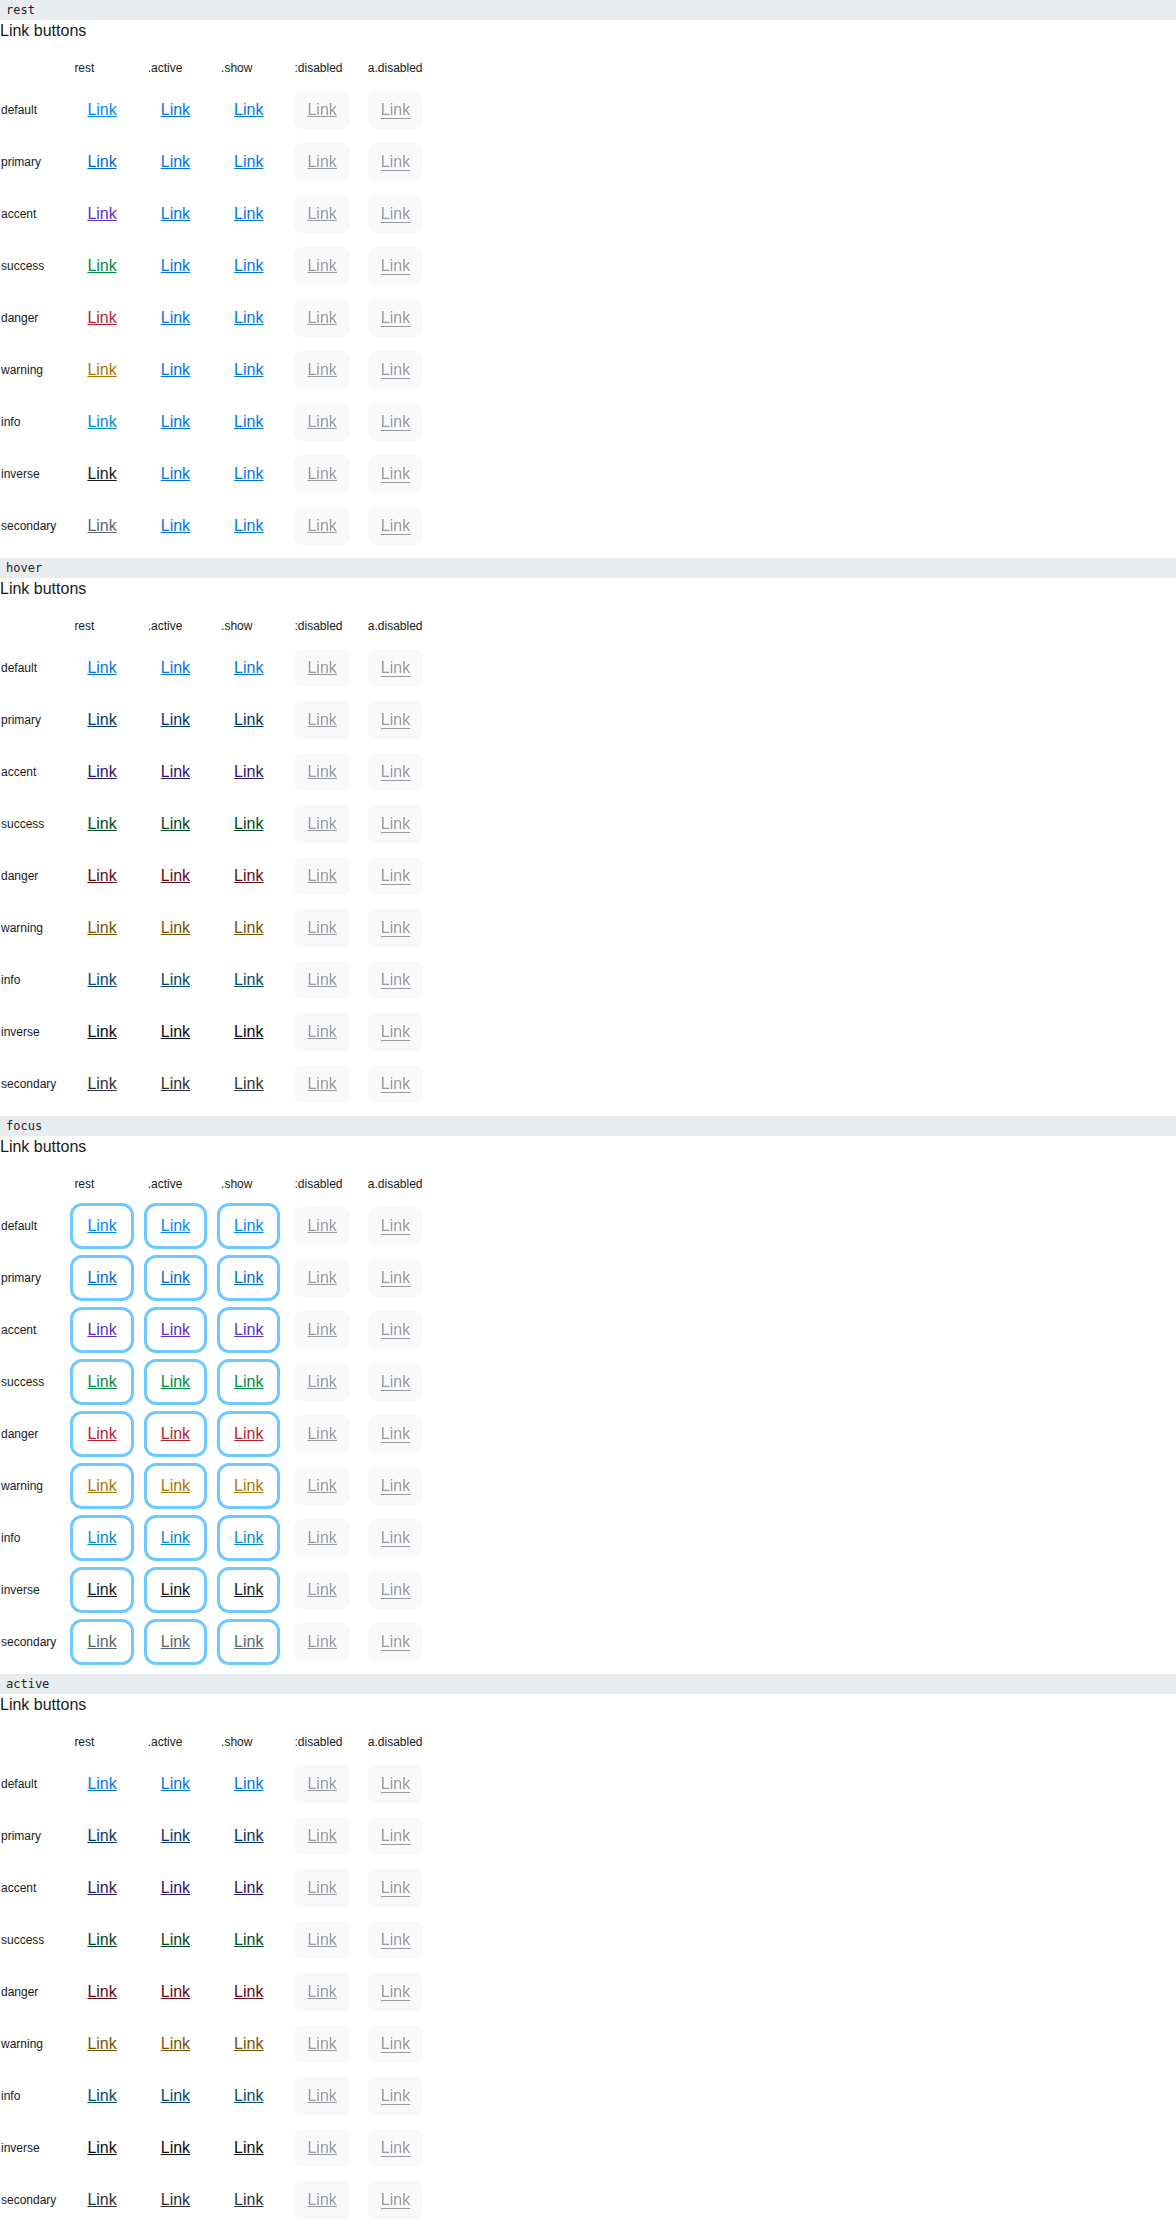 rest
Link buttons
rest .active .show :disabled a.disabled
default Link Link Link Link Link
primary Link Link Link Link Link
accent Link Link Link Link Link
success Link Link Link Link Link
danger Link Link Link Link Link
warning Link Link Link Link Link
info Link Link Link Link Link
inverse Link Link Link Link Link
secondary Link Link Link Link Link
hover
Link buttons
rest .active .show :disabled a.disabled
default Link Link Link Link Link
primary Link Link Link Link Link
accent Link Link Link Link Link
success Link Link Link Link Link
danger Link Link Link Link Link
warning Link Link Link Link Link
info Link Link Link Link Link
inverse Link Link Link Link Link
secondary Link Link Link Link Link
focus
Link buttons
rest .active .show :disabled a.disabled
default Link Link Link Link Link
primary Link Link Link Link Link
accent Link Link Link Link Link
success Link Link Link Link Link
danger Link Link Link Link Link
warning Link Link Link Link Link
info Link Link Link Link Link
inverse Link Link Link Link Link
secondary Link Link Link Link Link
active
Link buttons
rest .active .show :disabled a.disabled
default Link Link Link Link Link
primary Link Link Link Link Link
accent Link Link Link Link Link
success Link Link Link Link Link
danger Link Link Link Link Link
warning Link Link Link Link Link
info Link Link Link Link Link
inverse Link Link Link Link Link
secondary Link Link Link Link Link